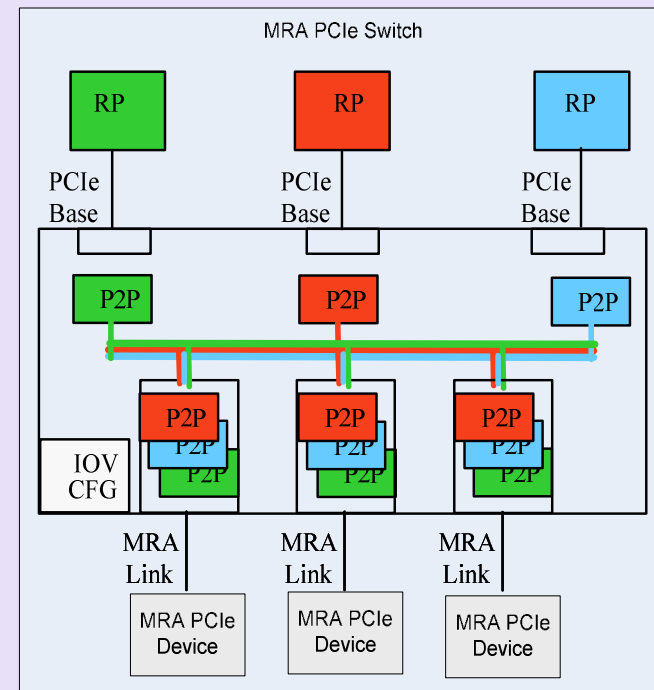 MRA PCIe Switch
RP RP RP
PCIe PCIe PCIe
Base Base Base
P2P P2P P2P
P2P P2P P2P
P2P P2P P2P
P2P P2P P2P
IOV
CFG
MRA MRA MRA
Link Link Link
MRA PCIe MRA PCIe MRA PCIe
Device Device Device